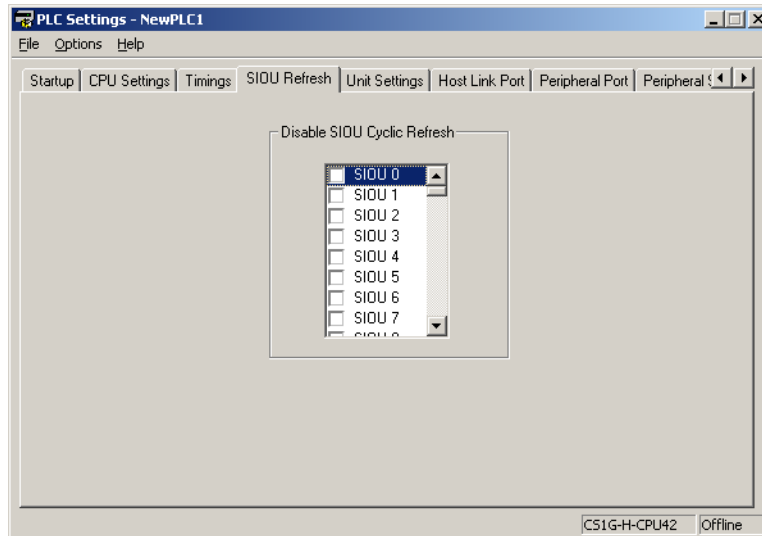 PLC Settings - NewPLC1
File Options Help
Startup CPU Settings Timings SIOU Refresh Unit Settings Host Link Port Peripheral Port Peripheral
Disable SIOU Cyclic Refresh
SIOU 0
SIOU 1
SIOU 2
SIOU 3
SIOU 4
SIOU 5
SIOU 6
SIOU 7
CS1G-H-CPU42 Offline